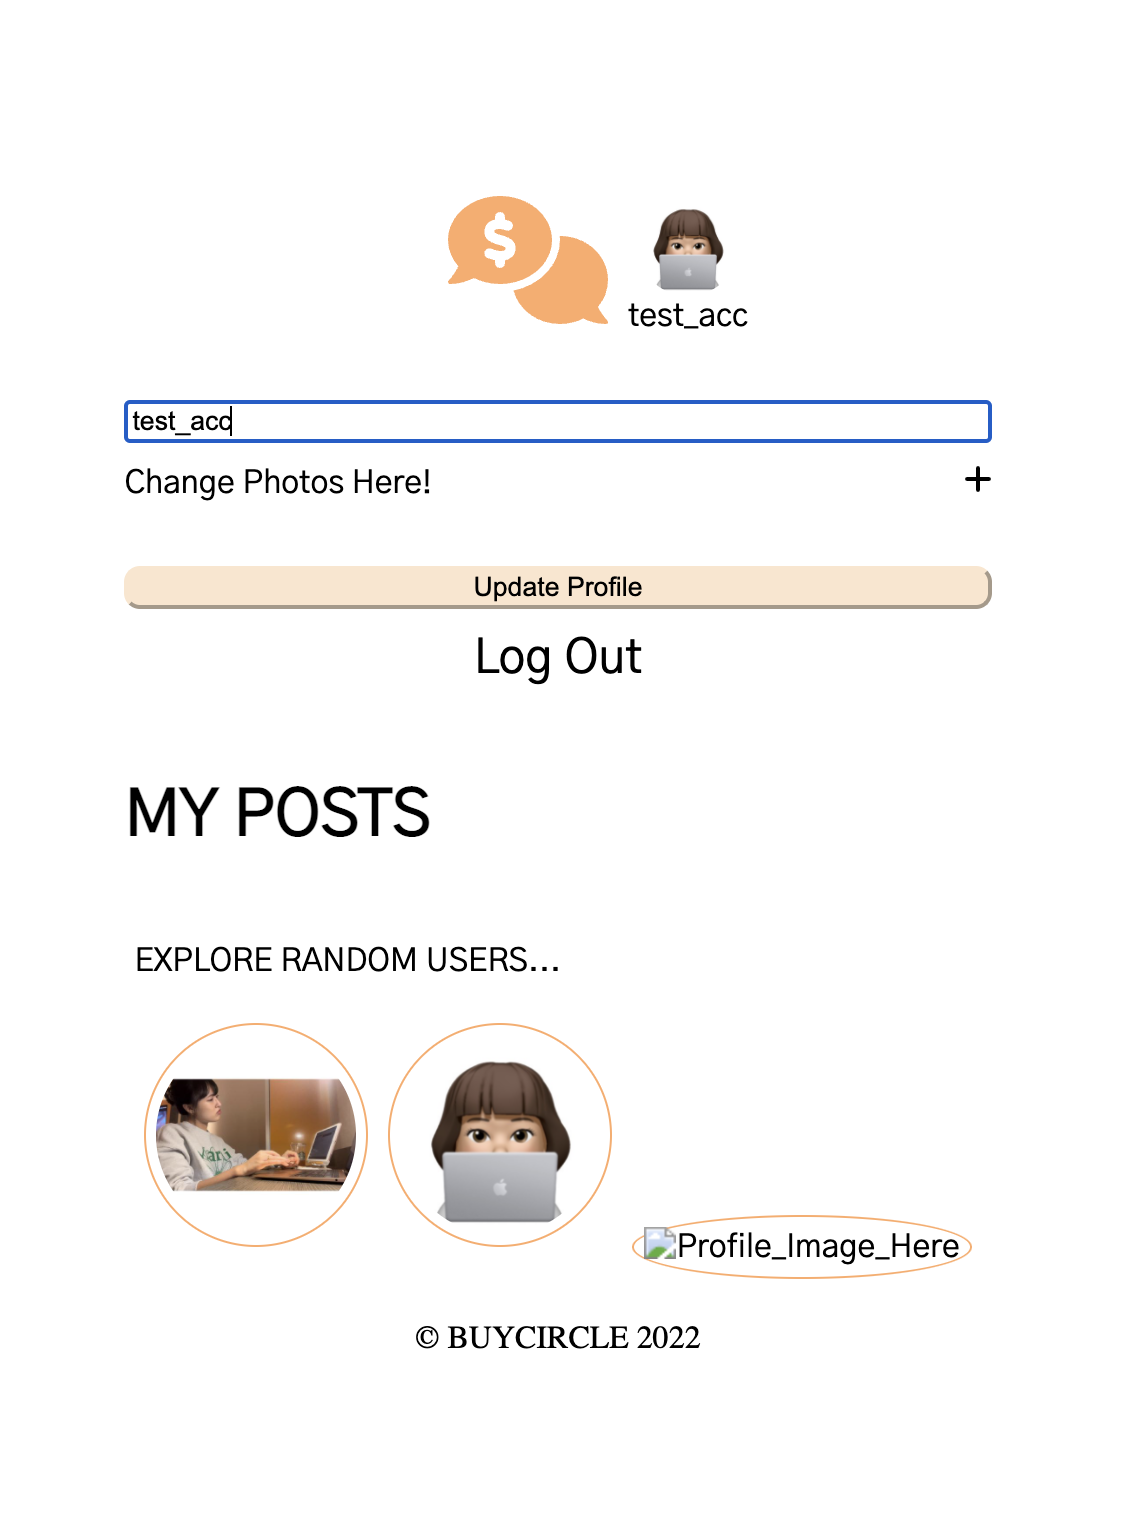 $
test_acc
test_acc
Change Photos Here!
Update Profile
Log Out
MY POSTS
EXPLORE RANDOM USERS...
Profile_Image_Here
© BUYCIRCLE 2022